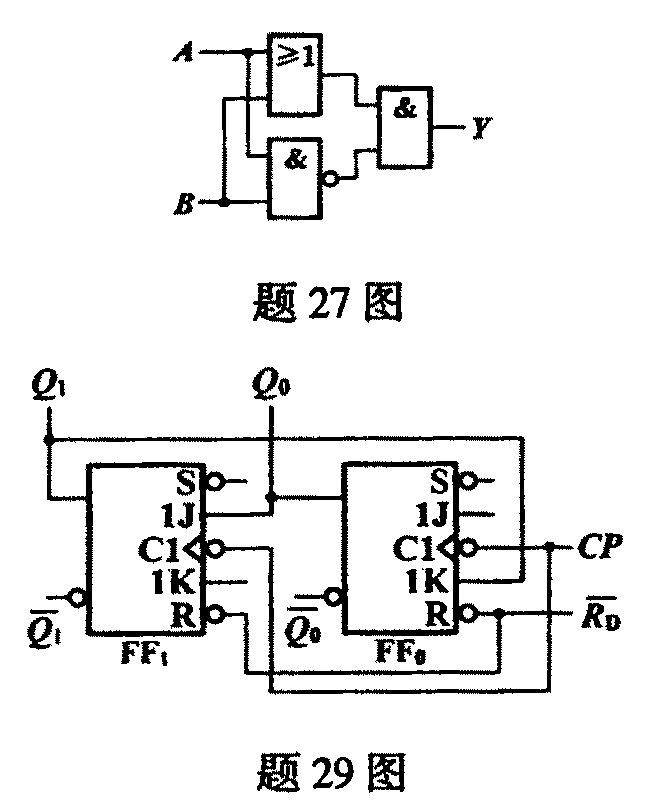 A
≥1
&
Y
&
B
题 27 图
Q₁ Q₀
S S
1J 1J
C1 C1 CP
1K 1K
R R
Q̅₁ Q̅₀ R̅_D
FF₁ FF₀
题 29 图